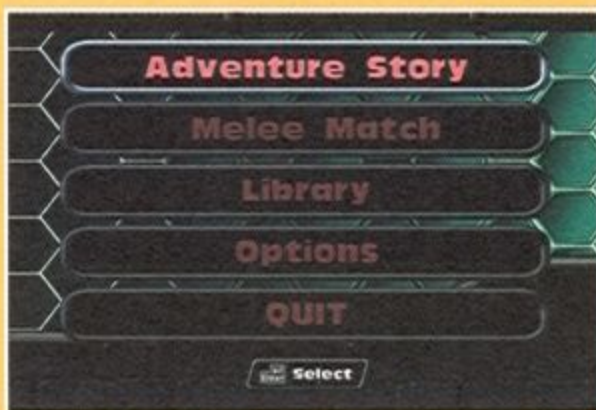 Adventure Story
Melee Match
Library
Options
QUIT
Select